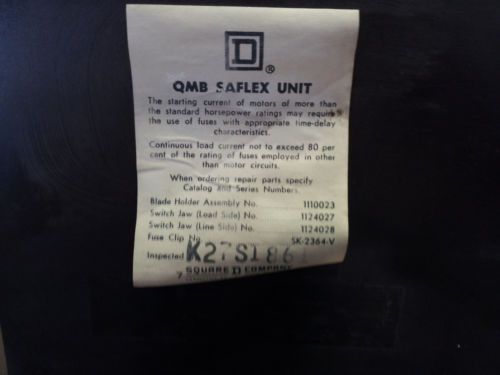 D
®
QMB SAFLEX UNIT
The starting current of motors of more than
the standard horsepower ratings may require
the use of fuses with appropriate time-delay
characteristics.
Continuous load current not to exceed 80 per
cent of the rating of fuses employed in other
than motor circuits.
When ordering repair parts specify
Catalog and Series Numbers.
Blade Holder Assembly No. 1110023
Switch Jaw (Load Side) No. 1124027
Switch Jaw (Line Side) No. 1124028
Fuse Clip No. SK-2364-V
Inspected
SQUARE D COMPANY